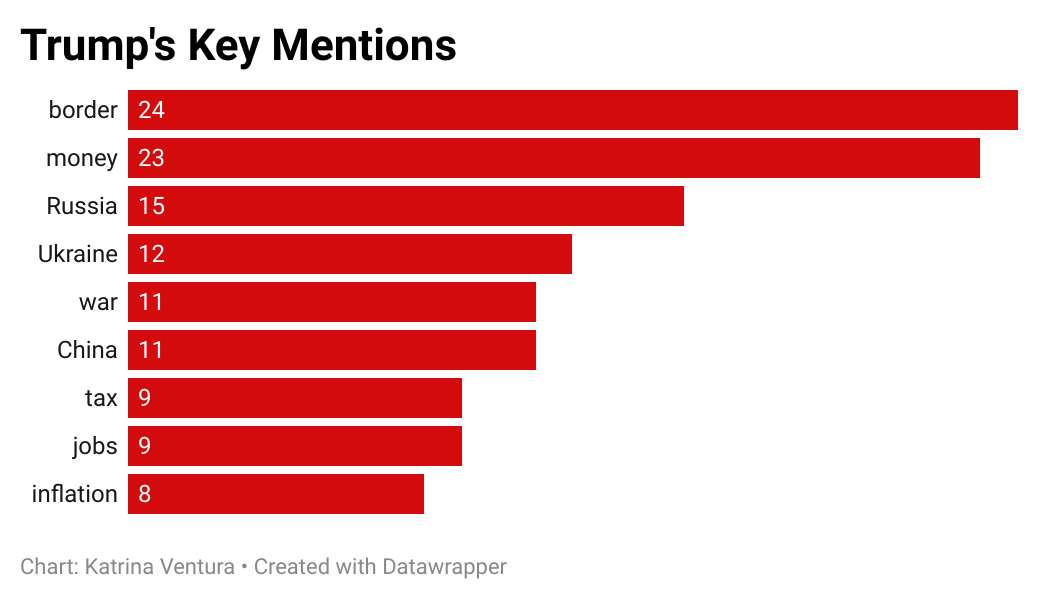 Trump's Key Mentions
border 24
money 23
Russia 15
Ukraine 12
war 11
China 11
tax 9
jobs 9
inflation 8
Chart: Katrina Ventura • Created with Datawrapper